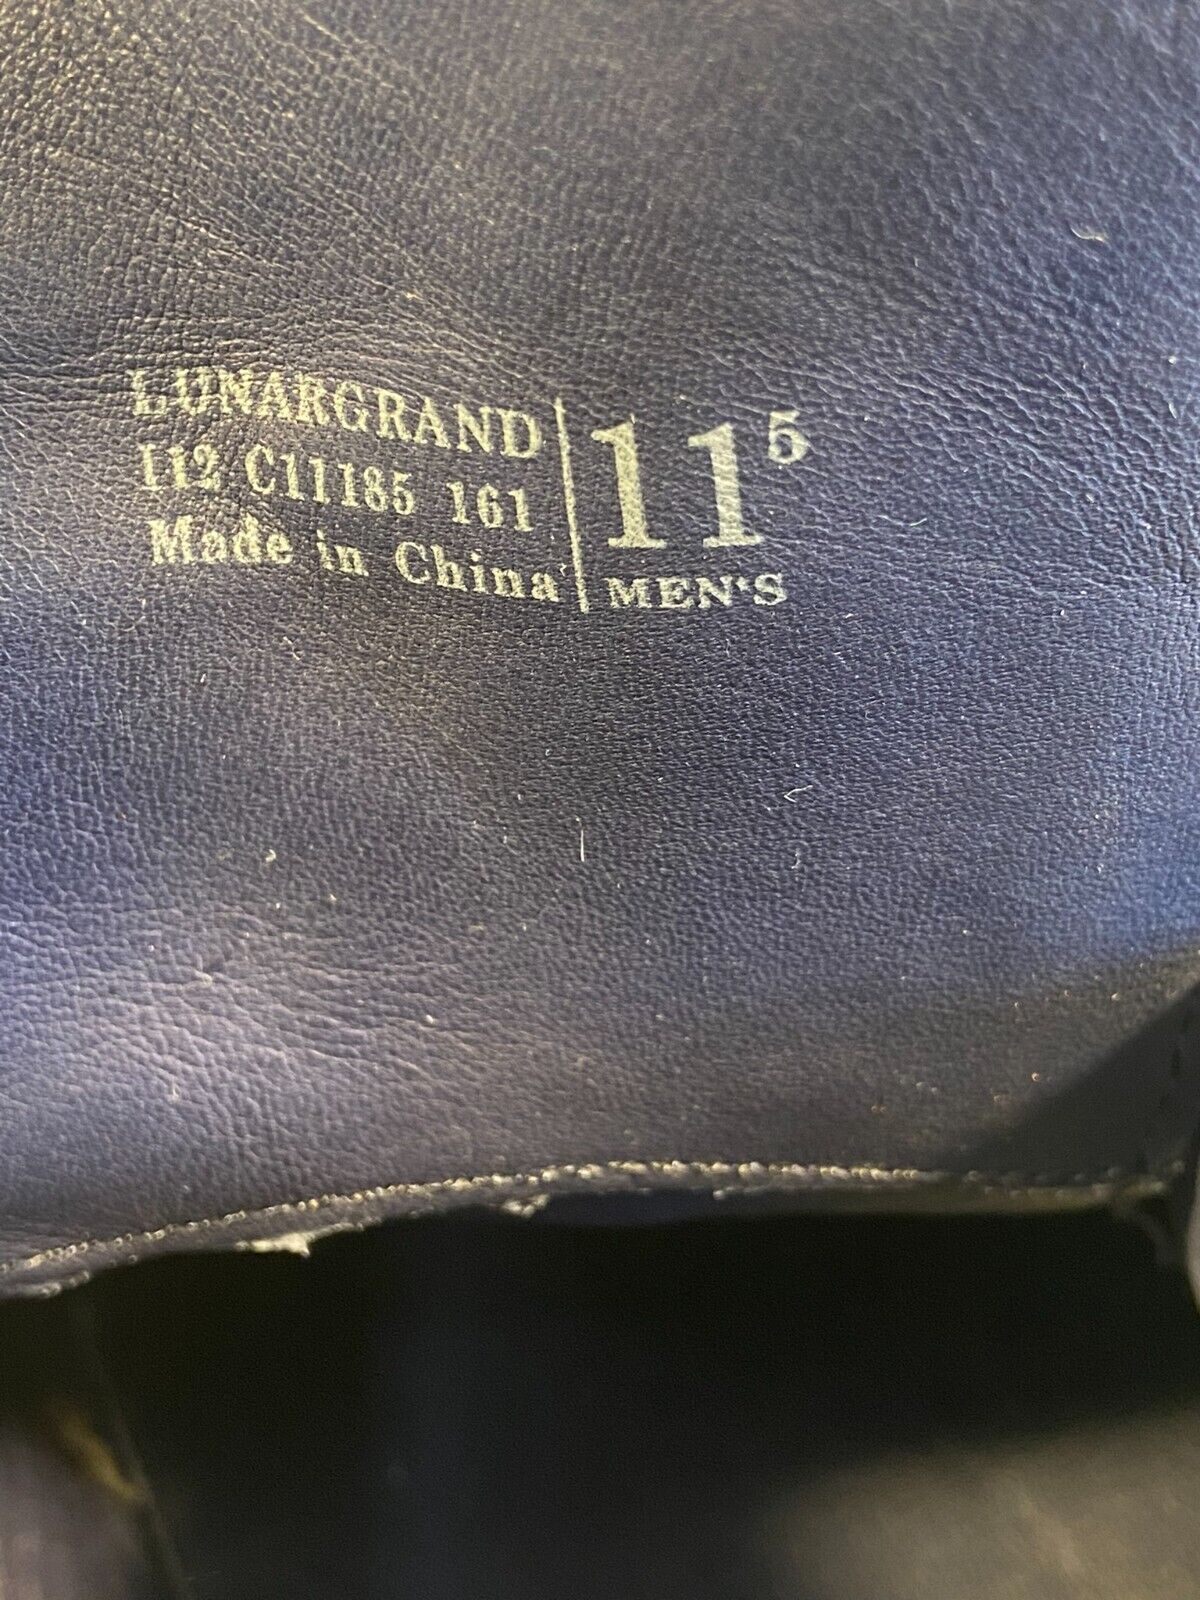 LUNARGRAND
112 C11185 161
Made in China
11⁵
MEN'S